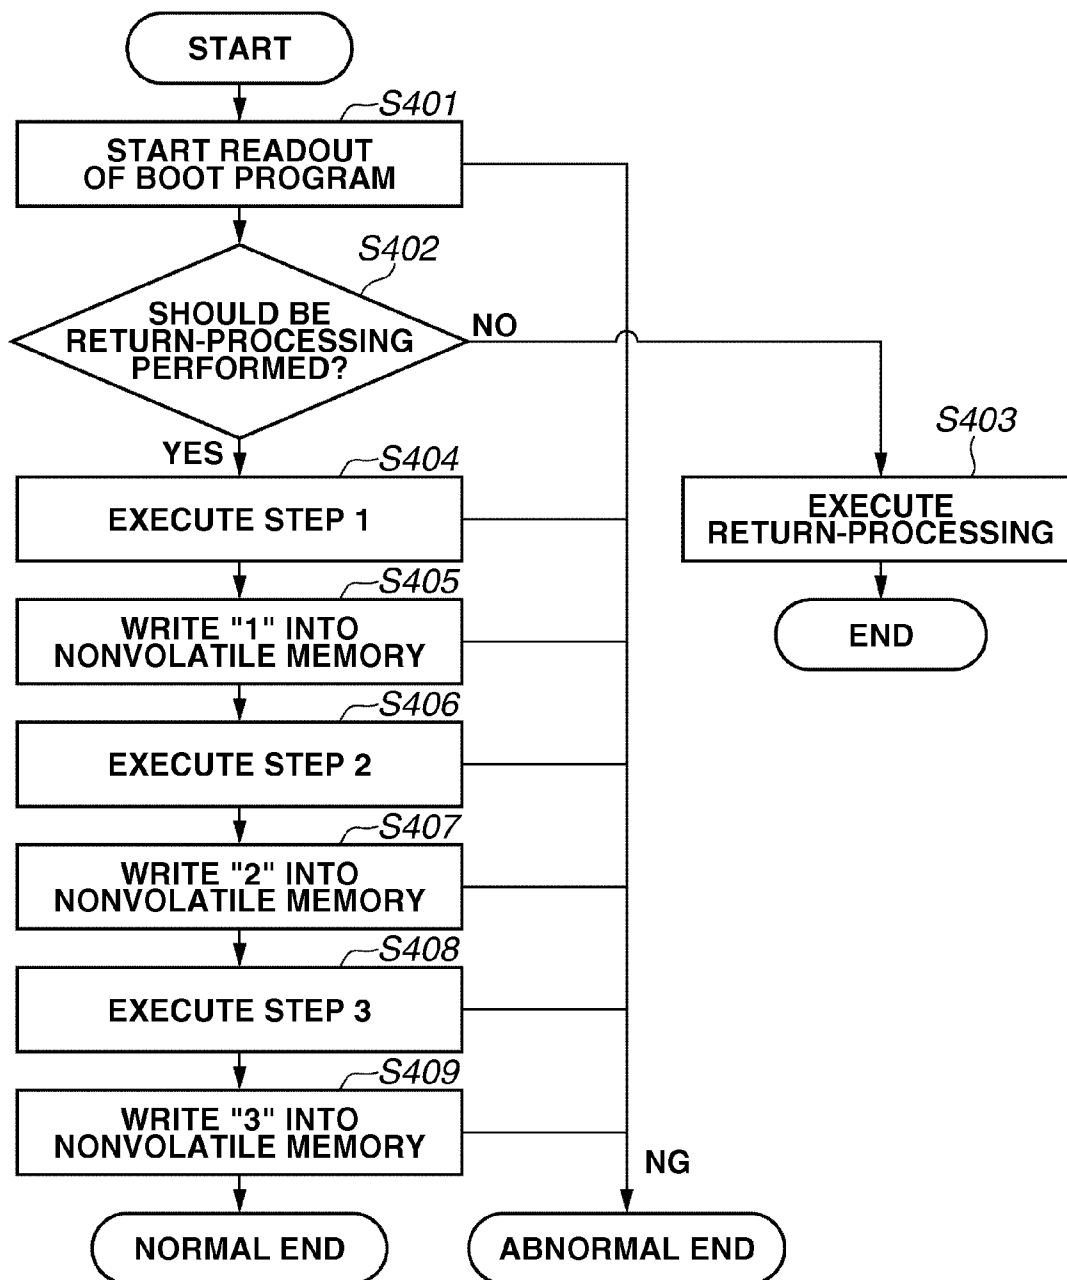 START
S401
START READOUT
OF BOOT PROGRAM
S402
SHOULD BE
RETURN-PROCESSING
PERFORMED?
NO
YES
S403
EXECUTE
RETURN-PROCESSING
END
S404
EXECUTE STEP 1
S405
WRITE "1" INTO
NONVOLATILE MEMORY
S406
EXECUTE STEP 2
S407
WRITE "2" INTO
NONVOLATILE MEMORY
S408
EXECUTE STEP 3
S409
WRITE "3" INTO
NONVOLATILE MEMORY
NG
NORMAL END
ABNORMAL END